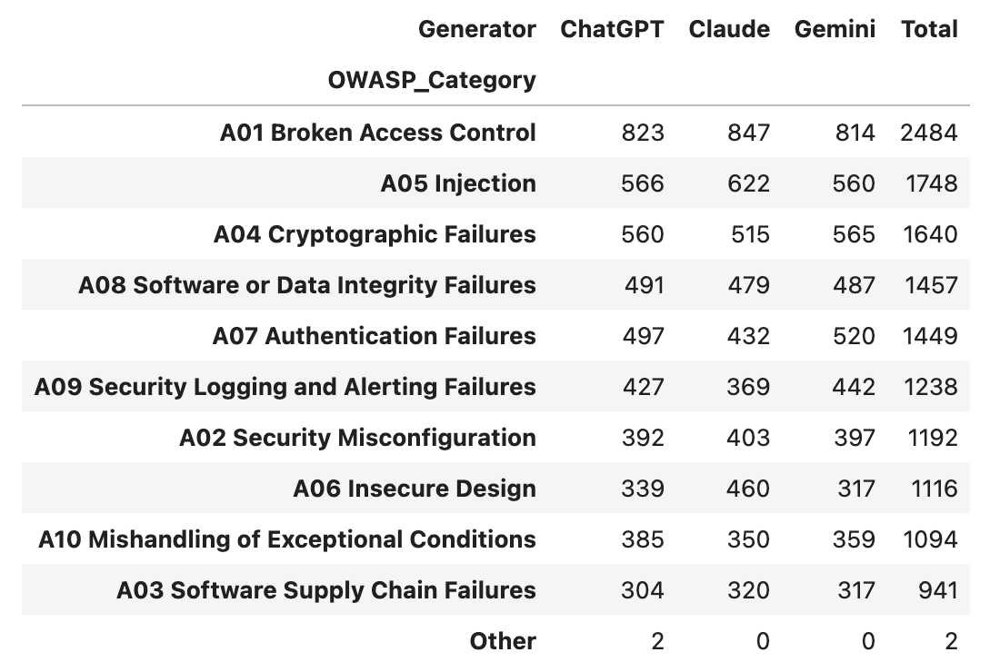 Generator ChatGPT Claude Gemini Total
OWASP_Category
A01 Broken Access Control 823 847 814 2484
A05 Injection 566 622 560 1748
A04 Cryptographic Failures 560 515 565 1640
A08 Software or Data Integrity Failures 491 479 487 1457
A07 Authentication Failures 497 432 520 1449
A09 Security Logging and Alerting Failures 427 369 442 1238
A02 Security Misconfiguration 392 403 397 1192
A06 Insecure Design 339 460 317 1116
A10 Mishandling of Exceptional Conditions 385 350 359 1094
A03 Software Supply Chain Failures 304 320 317 941
Other 2 0 0 2